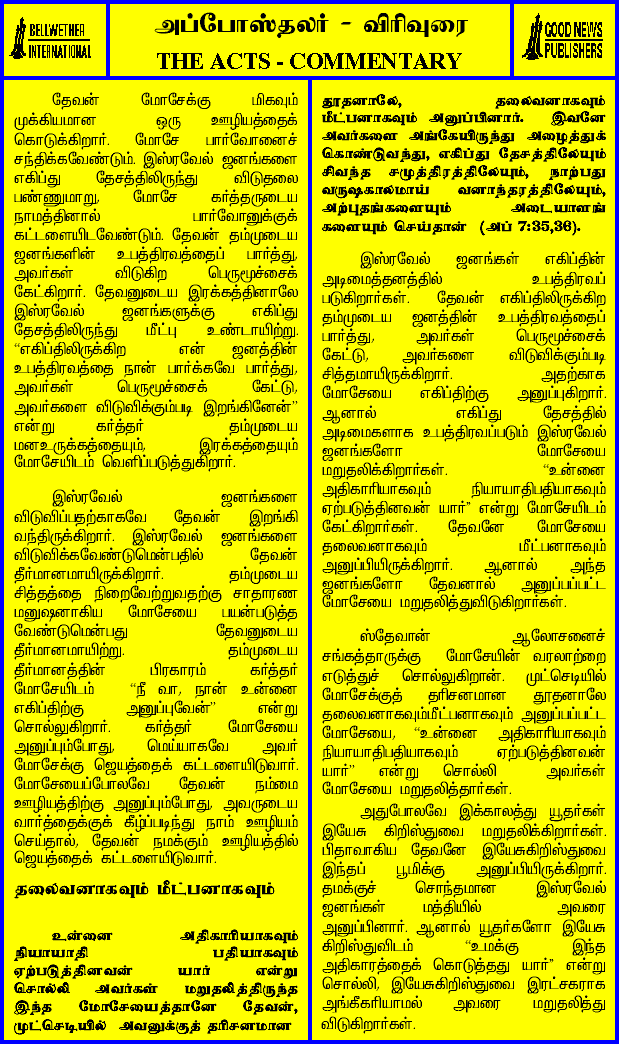 BELLWETHER
INTERNATIONAL
அப்போஸ்தலர் - விரிவுரை
THE ACTS - COMMENTARY
GOOD NEWS
PUBLISHERS
தேவன் மோசேக்கு மிகவும்
முக்கியமான ஒரு ஊழியத்தைக்
கொடுக்கிறார். மோசே பார்வோனைச்
சந்திக்கவேண்டும். இஸ்ரவேல் ஜனங்களை
எகிப்து தேசத்திலிருந்து விடுதலை
பண்ணுமாறு, மோசே கர்த்தருடைய
நாமத்தினால் பார்வோனுக்குக்
கட்டளையிடவேண்டும். தேவன் தம்முடைய
ஜனங்களின் உபத்திரவத்தைப் பார்த்து,
அவர்கள் விடுகிற பெருமூச்சைக்
கேட்கிறார். தேவனுடைய இரக்கத்தினாலே
இஸ்ரவேல் ஜனங்களுக்கு எகிப்து
தேசத்திலிருந்து மீட்பு உண்டாயிற்று.
“எகிப்திலிருக்கிற என் ஜனத்தின்
உபத்திரவத்தை நான் பார்க்கவே பார்த்து,
அவர்கள் பெருமூச்சைக் கேட்டு,
அவர்களை விடுவிக்கும்படி இறங்கினேன்”
என்று கர்த்தர் தம்முடைய
மனஉருக்கத்தையும், இரக்கத்தையும்
மோசேயிடம் வெளிப்படுத்துகிறார்.
இஸ்ரவேல் ஜனங்களை
விடுவிப்பதற்காகவே தேவன் இறங்கி
வந்திருக்கிறார். இஸ்ரவேல் ஜனங்களை
விடுவிக்கவேண்டுமென்பதில் தேவன்
தீர்மானமாயிருக்கிறார். தம்முடைய
சித்தத்தை நிறைவேற்றுவதற்கு சாதாரண
மனுஷனாகிய மோசேயை பயன்படுத்த
வேண்டுமென்பது தேவனுடைய
தீர்மானமாயிற்று. தம்முடைய
தீர்மானத்தின் பிரகாரம் கர்த்தர்
மோசேயிடம் “நீ வா, நான் உன்னை
எகிப்திற்கு அனுப்புவேன்” என்று
சொல்லுகிறார். கர்த்தர் மோசேயை
அனுப்பும்போது, மெய்யாகவே அவர்
மோசேக்கு ஜெயத்தைக் கட்டளையிடுவார்.
மோசேயைப்போலவே தேவன் நம்மை
ஊழியத்திற்கு அனுப்பும்போது, அவருடைய
வார்த்தைக்குக் கீழ்ப்படிந்து நாம் ஊழியம்
செய்தால், தேவன் நமக்கும் ஊழியத்தில்
ஜெயத்தைக் கட்டளையிடுவார்.
தலைவனாகவும் மீட்பனாகவும்
உன்னை அதிகாரியாகவும்
நியாயாதி பதியாகவும்
ஏற்படுத்தினவன் யார் என்று
சொல்லி அவர்கள் மறுதலித்திருந்த
இந்த மோசேயைத்தானே தேவன்,
முட்செடியில் அவனுக்குத் தரிசனமான
தூதனாலே, தலைவனாகவும்
மீட்பனாகவும் அனுப்பினார். இவனே
அவர்களை அங்கேயிருந்து அழைத்துக்
கொண்டுவந்து, எகிப்து தேசத்திலேயும்
சிவந்த சமுத்திரத்திலேயும், நாற்பது
வருஷகாலமாய் வனாந்தரத்திலேயும்,
அற்புதங்களையும் அடையாளங்
களையும் செய்தான் (அப் 7:35,36).
இஸ்ரவேல் ஜனங்கள் எகிப்தின்
அடிமைத்தனத்தில் உபத்திரவப்
படுகிறார்கள். தேவன் எகிப்திலிருக்கிற
தம்முடைய ஜனத்தின் உபத்திரவத்தைப்
பார்த்து, அவர்கள் பெருமூச்சைக்
கேட்டு, அவர்களை விடுவிக்கும்படி
சித்தமாயிருக்கிறார். அதற்காக
மோசேயை எகிப்திற்கு அனுப்புகிறார்.
ஆனால் எகிப்து தேசத்தில்
அடிமைகளாக உபத்திரவப்படும் இஸ்ரவேல்
ஜனங்களோ மோசேயை
மறுதலிக்கிறார்கள். “உன்னை
அதிகாரியாகவும் நியாயாதிபதியாகவும்
ஏற்படுத்தினவன் யார்” என்று மோசேயிடம்
கேட்கிறார்கள். தேவனே மோசேயை
தலைவனாகவும் மீட்பனாகவும்
அனுப்பியிருக்கிறார். ஆனால் அந்த
ஜனங்களோ தேவனால் அனுப்பப்பட்ட
மோசேயை மறுதலித்துவிடுகிறார்கள்.
ஸ்தேவான் ஆலோசனைச்
சங்கத்தாருக்கு மோசேயின் வரலாற்றை
எடுத்துச் சொல்லுகிறான். முட்செடியில்
மோசேக்குத் தரிசனமான தூதனாலே
தலைவனாகவும்மீட்பனாகவும் அனுப்பப்பட்ட
மோசேயை, “உன்னை அதிகாரியாகவும்
நியாயாதிபதியாகவும் ஏற்படுத்தினவன்
யார்” என்று சொல்லி அவர்கள்
மோசேயை மறுதலித்தார்கள்.
அதுபோலவே இக்காலத்து யூதர்கள்
இயேசு கிறிஸ்துவை மறுதலிக்கிறார்கள்.
பிதாவாகிய தேவனே இயேசுகிறிஸ்துவை
இந்தப் பூமிக்கு அனுப்பியிருக்கிறார்.
தமக்குச் சொந்தமான இஸ்ரவேல்
ஜனங்கள் மத்தியில் அவரை
அனுப்பினார். ஆனால் யூதர்களோ இயேசு
கிறிஸ்துவிடம் “உமக்கு இந்த
அதிகாரத்தைக் கொடுத்தது யார்” என்று
சொல்லி, இயேசுகிறிஸ்துவை இரட்சகராக
அங்கீகரியாமல் அவரை மறுதலித்து
விடுகிறார்கள்.